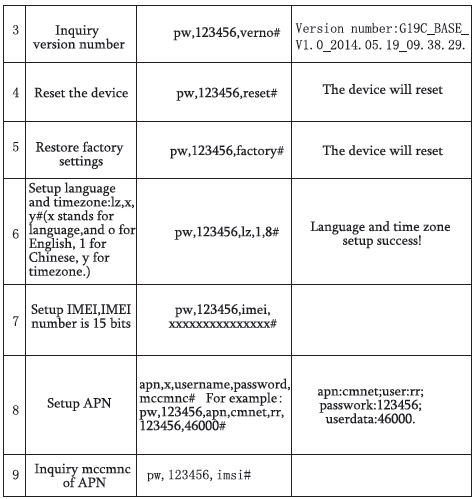 3
Inquiry
version number
pw,123456,verno#
Version number:G19C_BASE_
V1.0_2014.05.19_09.38.29.
4
Reset the device
pw,123456,reset#
The device will reset
5
Restore factory
settings
pw,123456,factory#
The device will reset
6
Setup language
and timezone:lz,x,
y#(x stands for
language,and o for
English, 1 for
Chinese, y for
timezone.)
pw,123456,lz,1,8#
Language and time zone
setup success!
7
Setup IMEI,IMEI
number is 15 bits
pw,123456,imei,
xxxxxxxxxxxxxxx#
8
Setup APN
apn,x,username,password,
mccmnc# For example:
pw,123456,apn,cmnet,rr,
123456,46000#
apn:cmnet;user:rr;
passwork:123456;
userdata:46000.
9
Inquiry mccmnc
of APN
pw,123456,imsi#